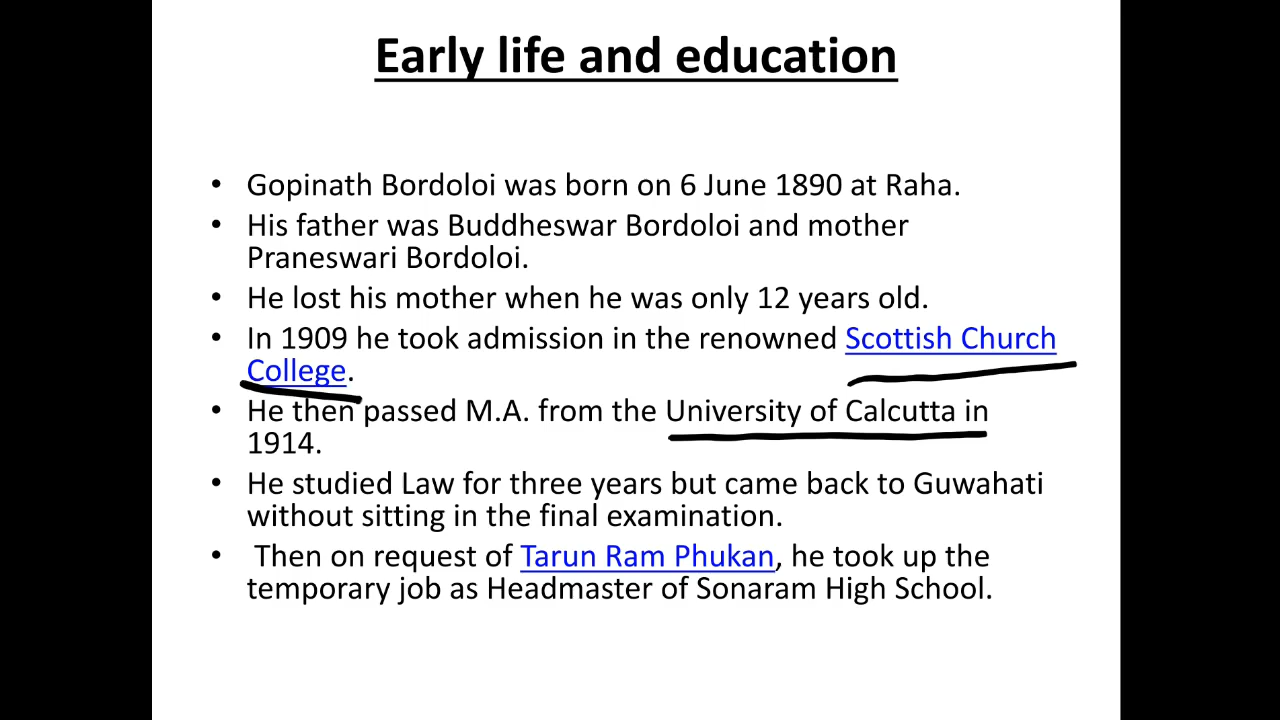 Early life and education
• Gopinath Bordoloi was born on 6 June 1890 at Raha.
• His father was Buddheswar Bordoloi and mother
Praneswari Bordoloi.
• He lost his mother when he was only 12 years old.
• In 1909 he took admission in the renowned Scottish Church
College.
• He then passed M.A. from the University of Calcutta in
1914.
• He studied Law for three years but came back to Guwahati
without sitting in the final examination.
• Then on request of Tarun Ram Phukan, he took up the
temporary job as Headmaster of Sonaram High School.